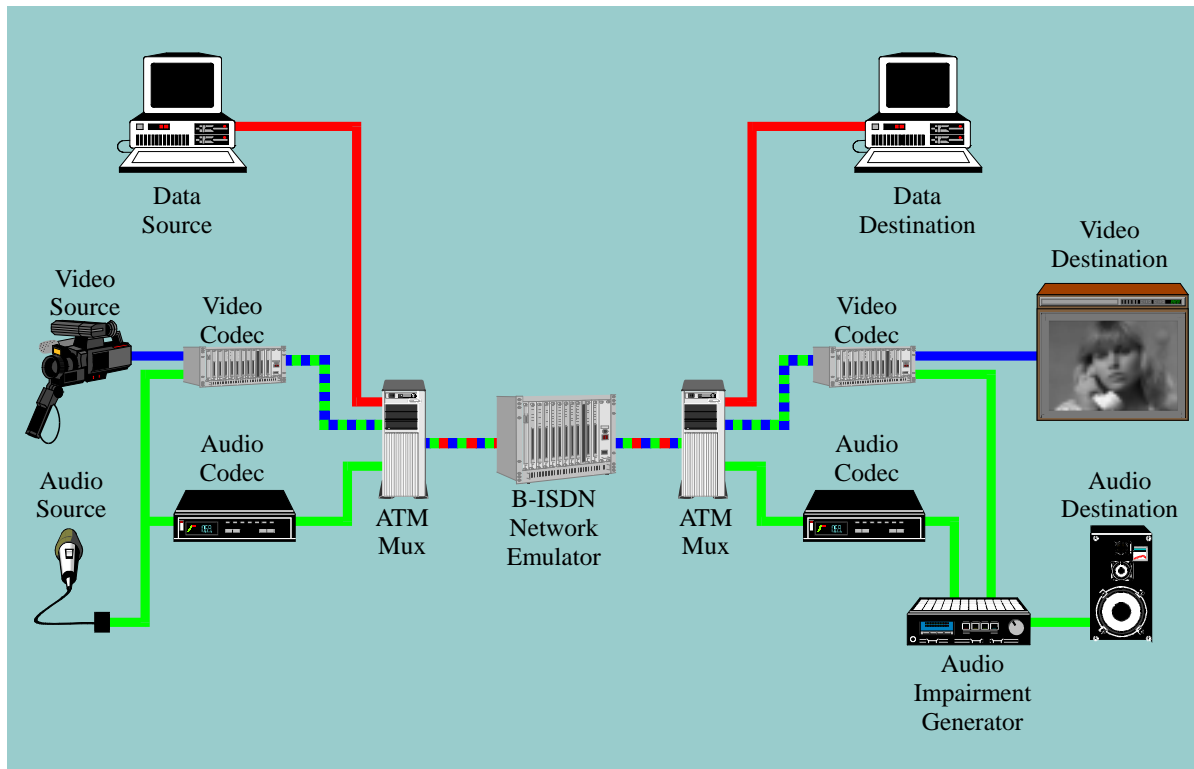 Data
Source
Data
Destination
Video
Source
Video
Codec
Video
Codec
Video
Destination
Audio
Source
Audio
Codec
ATM
Mux
B-ISDN
Network
Emulator
ATM
Mux
Audio
Codec
Audio
Destination
Audio
Impairment
Generator